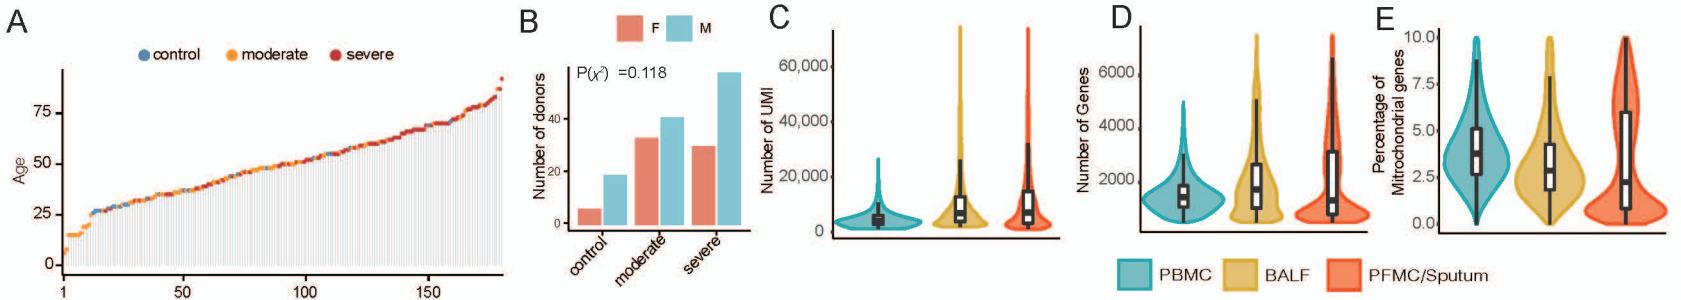 A
control moderate severe
Age
75
50
25
0
1 50 100 150
B
F M
P(χ²) =0.118
Number of donors
40
20
0
control moderate severe
C
Number of UMI
60,000
40,000
20,000
0
D
Number of Genes
6000
4000
2000
E
Percentage of
Mitrochondrial genes
10.0
7.5
5.0
2.5
0.0
PBMC BALF PFMC/Sputum